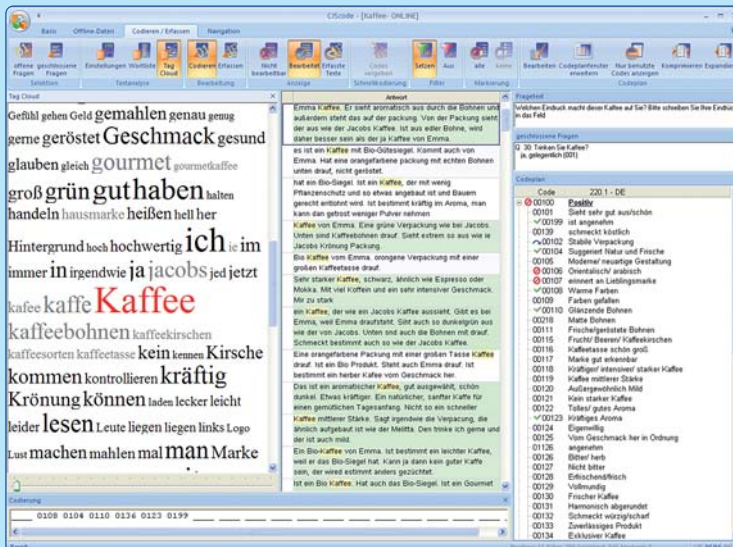 CISCode - [Kaffee- ONLINE]
Basis Offline-Daten Codieren / Erfassen Navigation
offene Fragen geschlossene Fragen Einstellungen Wortliste Tag Cloud Codieren Erfassen Nicht bearbeitbar Bearbeitet Erfasste Texte Codes vergeben Setzen Aus alle keine Bearbeiten Codeplanfenster erweitern Nur benutzte Codes anzeigen Komprimieren
Selektion Textanalyse Bearbeitung Anzeige Schnellkodierung Filter Markierung Codeplan
Tag Cloud
Gefühl gehen Geld gemahlen genau genug
gerne geröstet Geschmack gesund
glauben gleich gourmet gourmetkaffee
groß grün gut haben halten
handeln hausmarke heißen hell her
Hintergrund hoch hochwertig ich ie im
immer in irgendwie ja jacobs jed jetzt
kafee kaffe Kaffee
kaffeebohnen kaffeekirschen
kaffeesorten kaffeetasse kein kennen Kirsche
kommen kontrollieren kräftig
Krönung können laden lecker leicht
leider lesen Leute liegen liegen links Logo
Lust machen mahlen mal man Marke
Antwort
Emma Kaffee. Er sieht aromatisch aus durch die Bohnen und
außerdem steht das auf der packung. Von der Packung sieht
der aus wie der Jacobs Kaffee. Ist aus edler Bohne, wird
daher besser sein als der ja Kaffee von Emma.
es ist ein Kaffee mit Bio-Gütesiegel. Kommt auch von
Emma. Hat eine orangefarbene packung mit echten Bohnen
unten drauf, nicht geröstet.
hat ein Bio-Siegel. Ist ein Kaffee, der mit wenig
Pflanzenschutz und so etwas angebaut ist und Bauern
gerecht entlohnt wird. Ist bestimmt kräftig im Aroma, man
kann dan getrost weniger Pulver nehmen
Kaffee von Emma. Eine grüne Verpackung wie bei Jacobs.
Unten sind Kaffebohnen drauf. Sieht extrem so aus wie ie
Jacobs Krönung Packung.
Bio Kaffee vom Emma. orongene Verpackung mit einer
großen Kaffeetasse drauf.
Sehr starker Kaffee, schwarz, ähnlich wie Espresso oder
Mokka. Mit viel Koffein und ein sehr intensiver Geschmack.
Mir zu stark
ein Kaffee, der wie ein Jacobs Kaffee aussieht. Gibt es bei
Emma, weil Emma draufsteht. Siht auch so dunkelgrün aus
wie der von Jacobs. Unten sind auch die Bohnen mit drauf.
Schmeckt bestimmt auch so wie der Jacobs Kaffee.
Eine orangefarbene Packung mit einer großen Tasse Kaffee
drauf. Ist ein Bio Produkt. Steht auch Emma drauf. Ist
bestimmt ein herber Kaffee vom Geschmack her.
Das ist ein aromatischer Kaffee, gut ausgewählt, schön
dunkel. Etwas kräftiger. Ein natürlicher, sanfter Kaffe für
einen gemütlichen Tagesanfang. Nicht so ein schneller
Kaffee mittlerer Stärke. Sagt irgendwie die Verpacung, die
ähnlich aufgebaut ist wie der Melitta. Den trinke ich gerne und
der ist auch mild.
Ein Bio-Kaffee von Emma. Ist bestimmt ein leichter Kaffee,
weil er das Bio-Siegel hat. Kann ja dann kein guter Kaffe
sein, der wired estimmt anders gezüchtet.
Ist ein Bio Kaffee. Hat auch das Bio-Siegel. Ist ein Gourmet
Fragetext
Welchen Eindruck macht dieser Kaffee auf Sie? Bitte schreiben Sie Ihre Eindrüc
in das Feld
geschlossene Fragen
Q 30: Trinken Sie Kaffee?
ja, gelegentlich (001)
Codeplan
Code 220.1 - DE
00100 Positiv
00101 Sieht sehr gut aus/schön
00199 ist angenehm
00139 schmeckt köstlich
00102 Stabile Verpackung
00104 Suggeriert Natur und Frische
00105 Moderne/ neuartige Gestaltung
00106 Orientalisch/ arabisch
00107 erinnert an Lieblingsmarke
00108 Warme Farben
00109 Farben gefallen
00110 Glänzende Bohnen
00218 Matte Bohnen
00111 Frische/geröstete Bohnen
00115 Frucht/ Beeren/ Kaffeekirschen
00116 Kaffeetasse schön groß
00117 Marke gut erkennbar
00118 Kräftiger/ intensiver/ starker Kaffee
00119 Kaffee mittlerer Stärke
00120 Außergewöhnlich Mild
00121 Kein starker Kaffee
00122 Tolles/ gutes Aroma
00123 Kräftiges Aroma
00124 Eigenwillig
00125 Vom Geschmack her in Ordnung
00126 angenehm
00126 Bitter/ herb
00127 Nicht bitter
00128 Erfrischend/frisch
00129 Vollmundig
00130 Frischer Kaffee
00131 Harmonisch abgerundet
00132 Schmeckt würzig/scharf
00133 Zuverlässiges Produkt
00134 Exklusiver Kaffee
Codierung
0108 0104 0110 0136 0123 0199
Bereit